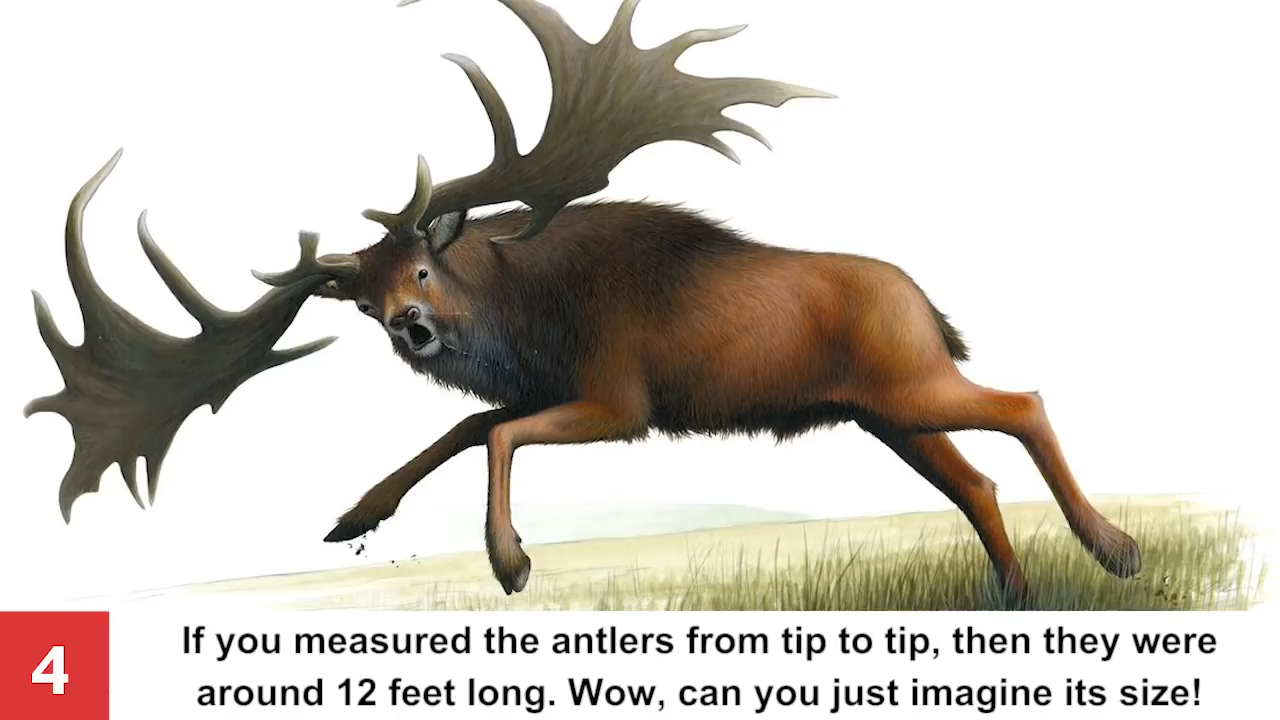 4
If you measured the antlers from tip to tip, then they were
around 12 feet long. Wow, can you just imagine its size!